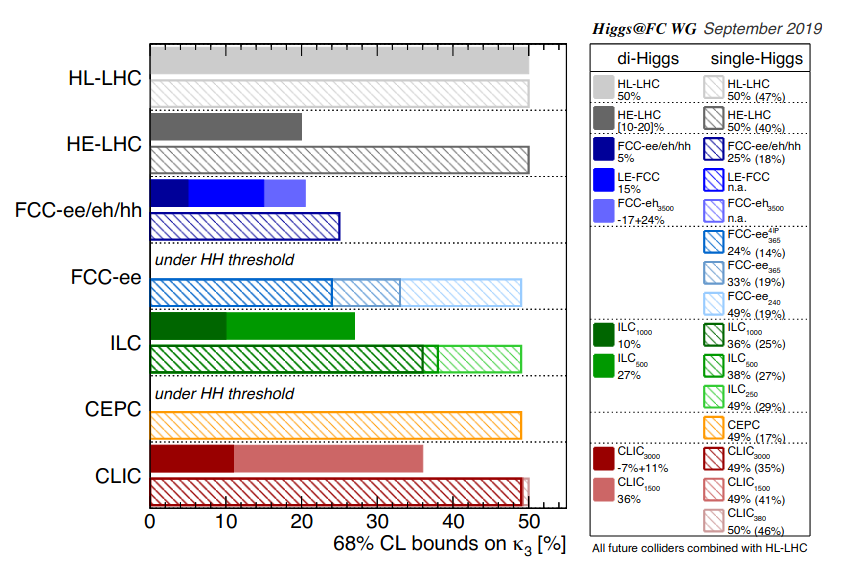 Higgs@FC WG September 2019
di-Higgs single-Higgs
HL-LHC
HE-LHC
FCC-ee/eh/hh
FCC-ee
under HH threshold
ILC
CEPC
under HH threshold
CLIC
0 10 20 30 40 50
68% CL bounds on κ3 [%]
HL-LHC HL-LHC
50% 50% (47%)
HE-LHC HE-LHC
[10-20]% 50% (40%)
FCC-ee/eh/hh FCC-ee/eh/hh
5% 25% (18%)
LE-FCC LE-FCC
15% n.a.
FCC-eh3500 FCC-eh3500
-17+24% n.a.
FCC-ee4IP365
24% (14%)
FCC-ee365
33% (19%)
FCC-ee240
49% (19%)
ILC1000 ILC1000
10% 36% (25%)
ILC500 ILC500
27% 38% (27%)
ILC250
49% (29%)
CEPC
49% (17%)
CLIC3000 CLIC3000
-7%+11% 49% (35%)
CLIC1500 CLIC1500
36% 49% (41%)
CLIC380
50% (46%)
All future colliders combined with HL-LHC